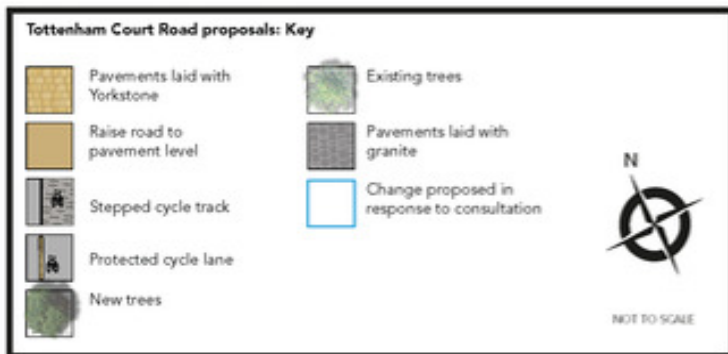 Tottenham Court Road proposals: Key
Pavements laid with
Yorkstone
Raise road to
pavement level
Stepped cycle track
Protected cycle lane
New trees
Existing trees
Pavements laid with
granite
Change proposed in
response to consultation
N
NOT TO SCALE